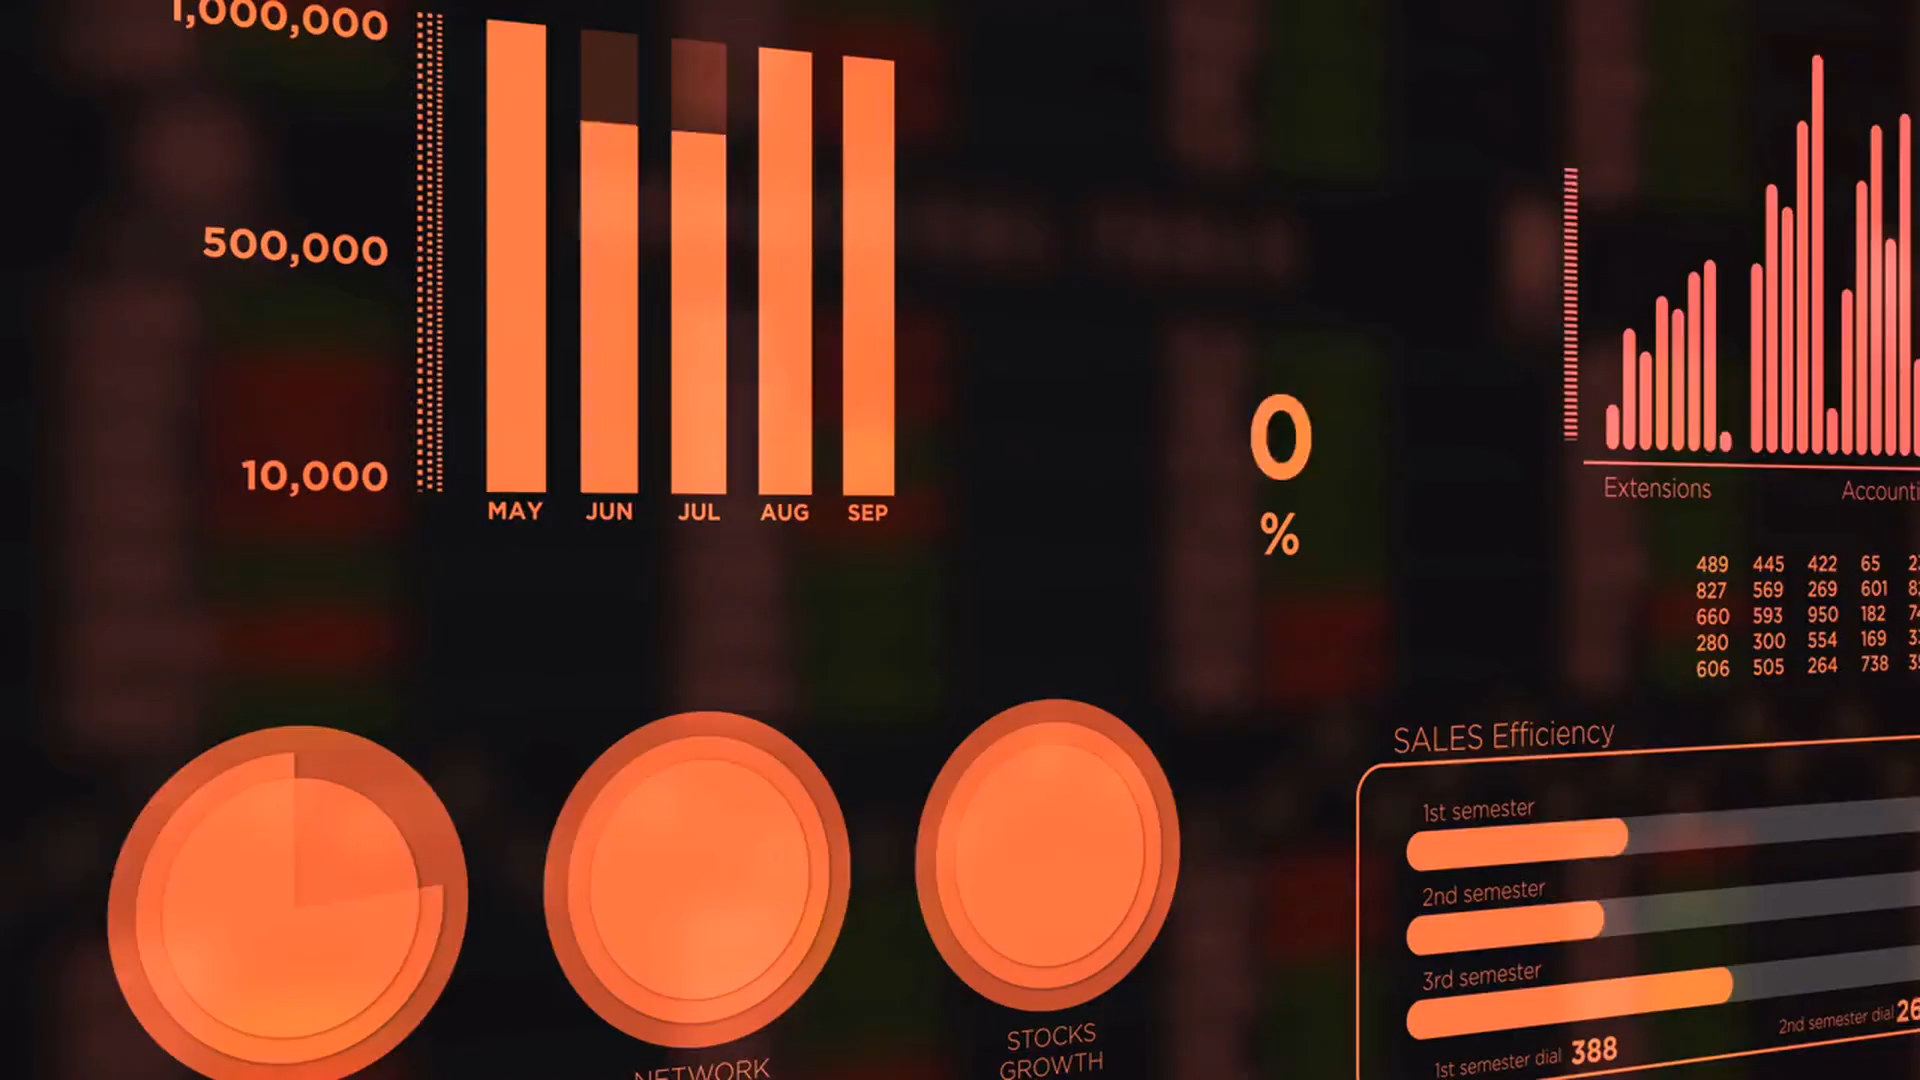 1,000,000
500,000
10,000
MAY JUN JUL AUG SEP
0
%
Extensions
489 445 422 65
827 569 269 601
660 593 950 182
280 300 554 169
606 505 264 738
SALES Efficiency
1st semester
2nd semester
3rd semester
1st semester dial 388
2nd semester dial
NETWORK
STOCKS
GROWTH